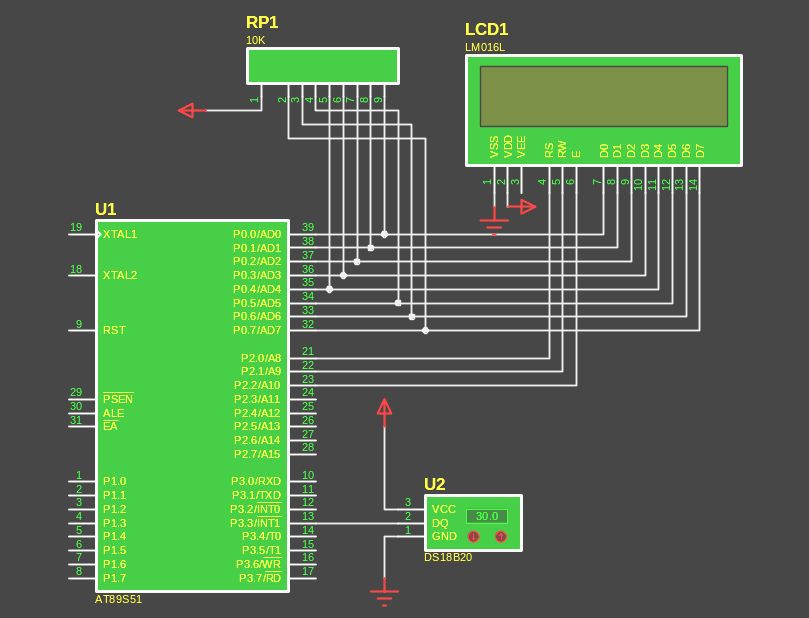 RP1
10K
1
2
3
4
5
6
7
8
9
LCD1
LM016L
VSS
VDD
VEE
RS
RW
E
D0
D1
D2
D3
D4
D5
D6
D7
1
2
3
4
5
6
7
8
9
10
11
12
13
14
U1
19 XTAL1 P0.0/AD0 39
P0.1/AD1 38
P0.2/AD2 37
18 XTAL2 P0.3/AD3 36
P0.4/AD4 35
P0.5/AD5 34
P0.6/AD6 33
9 RST P0.7/AD7 32
P2.0/A8 21
P2.1/A9 22
P2.2/A10 23
29 PSEN P2.3/A11 24
30 ALE P2.4/A12 25
31 EA P2.5/A13 26
P2.6/A14 27
P2.7/A15 28
1 P1.0 P3.0/RXD 10
2 P1.1 P3.1/TXD 11
3 P1.2 P3.2/INT0 12
4 P1.3 P3.3/INT1 13
5 P1.4 P3.4/T0 14
6 P1.5 P3.5/T1 15
7 P1.6 P3.6/WR 16
8 P1.7 P3.7/RD 17
AT89S51
U2
3 VCC
2 DQ 30.0
1 GND
DS18B20